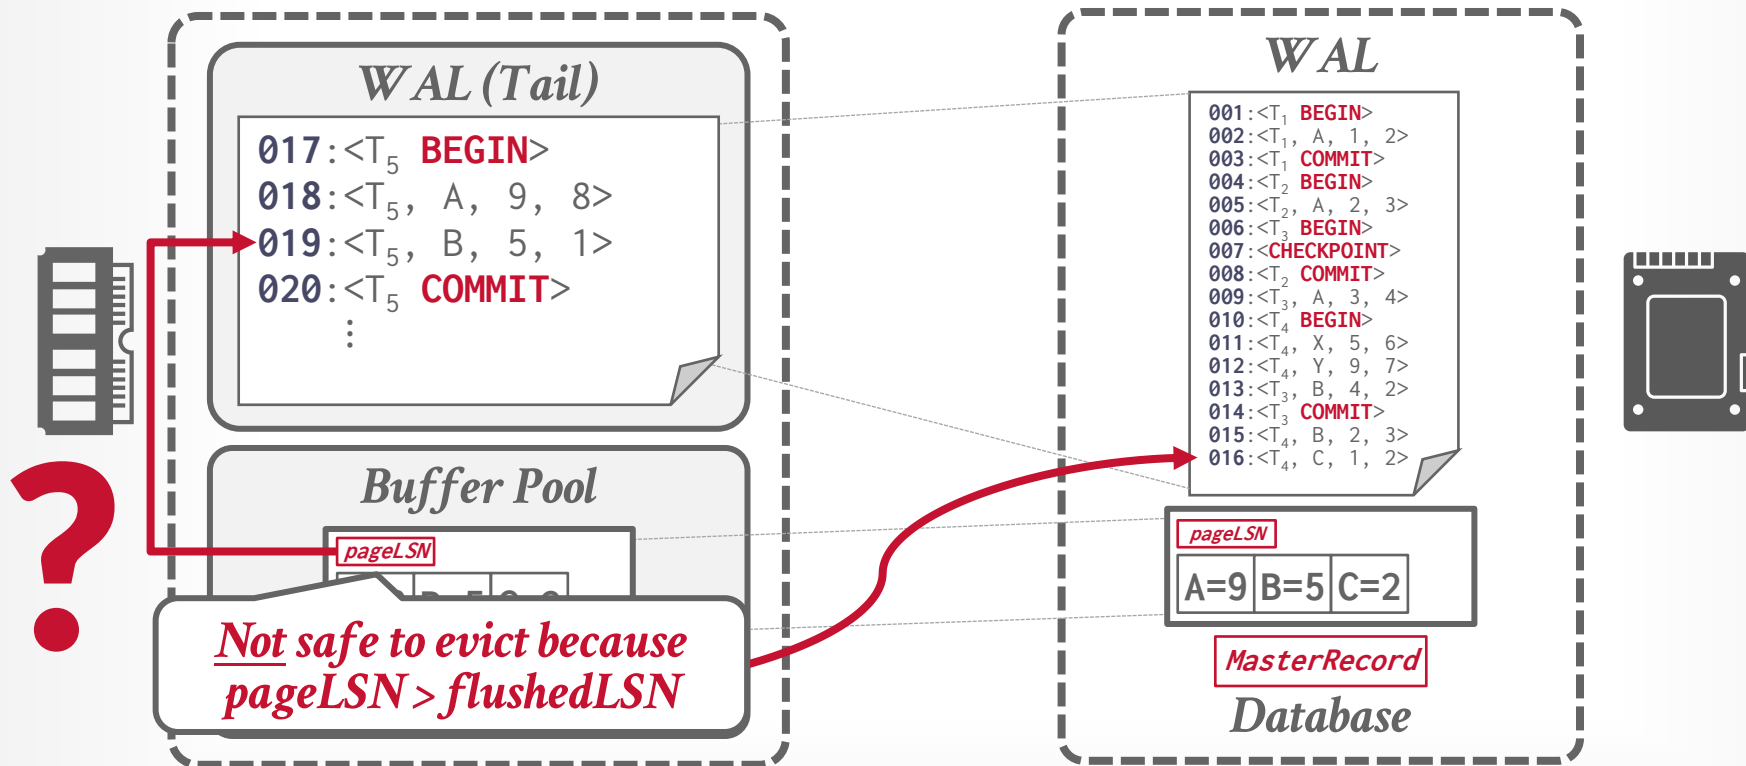 WAL (Tail)
017:<T5 BEGIN>
018:<T5, A, 9, 8>
019:<T5, B, 5, 1>
020:<T5 COMMIT>
⋮
?
Buffer Pool
pageLSN
Not safe to evict because
pageLSN > flushedLSN
WAL
001:<T1 BEGIN>
002:<T1, A, 1, 2>
003:<T1 COMMIT>
004:<T2 BEGIN>
005:<T2, A, 2, 3>
006:<T3 BEGIN>
007:<CHECKPOINT>
008:<T2 COMMIT>
009:<T3, A, 3, 4>
010:<T4 BEGIN>
011:<T4, X, 5, 6>
012:<T4, Y, 9, 7>
013:<T3, B, 4, 2>
014:<T3 COMMIT>
015:<T4, B, 2, 3>
016:<T4, C, 1, 2>
pageLSN
A=9 B=5 C=2
MasterRecord
Database